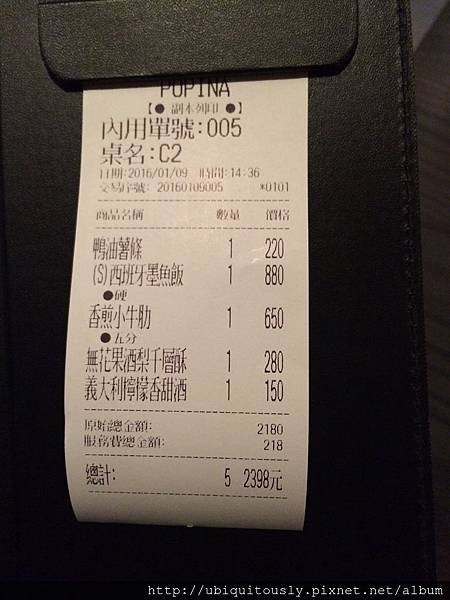 POPINA
【● 副本列印 ●】
內用單號:005
桌名:C2
日期:2016/01/09 時間:14:36
交易序號: 20160109005 *0101
商品名稱 數量 價格
鴨油薯條 1 220
(S)西班牙墨魚飯 1 880
●硬
香煎小牛肋 1 650
●五分
無花果酒梨千層酥 1 280
義大利檸檬香甜酒 1 150
原始總金額: 2180
服務費總金額: 218
總計: 5 2398元
http://ubiquitously.pixnet.net/album